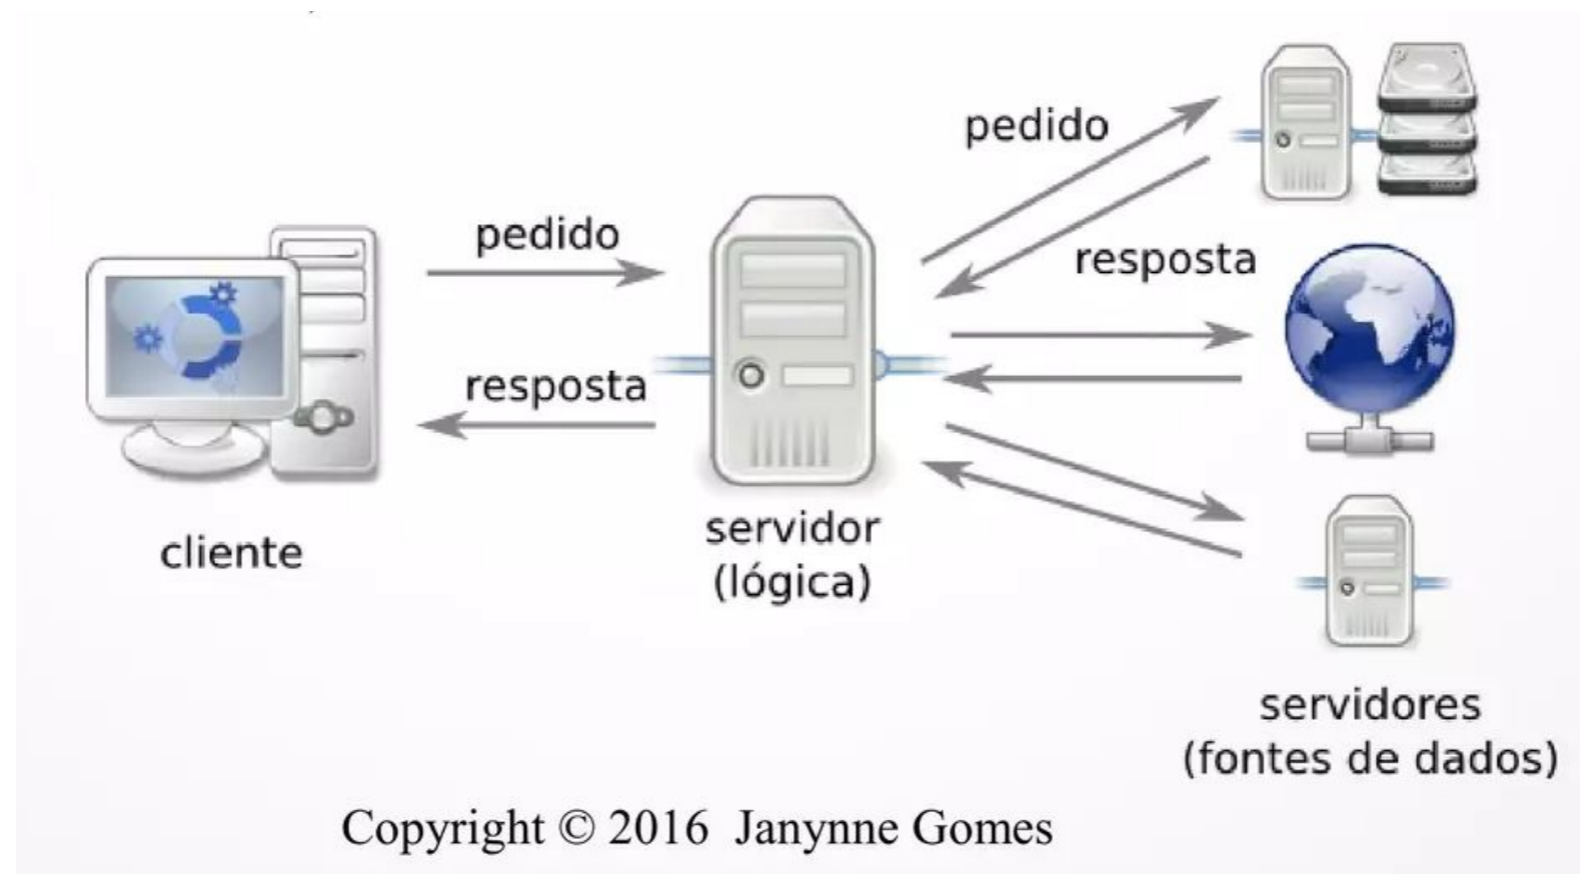 pedido
pedido
resposta
resposta
servidor
(lógica)
cliente
servidores
(fontes de dados)
Copyright © 2016 Janynne Gomes